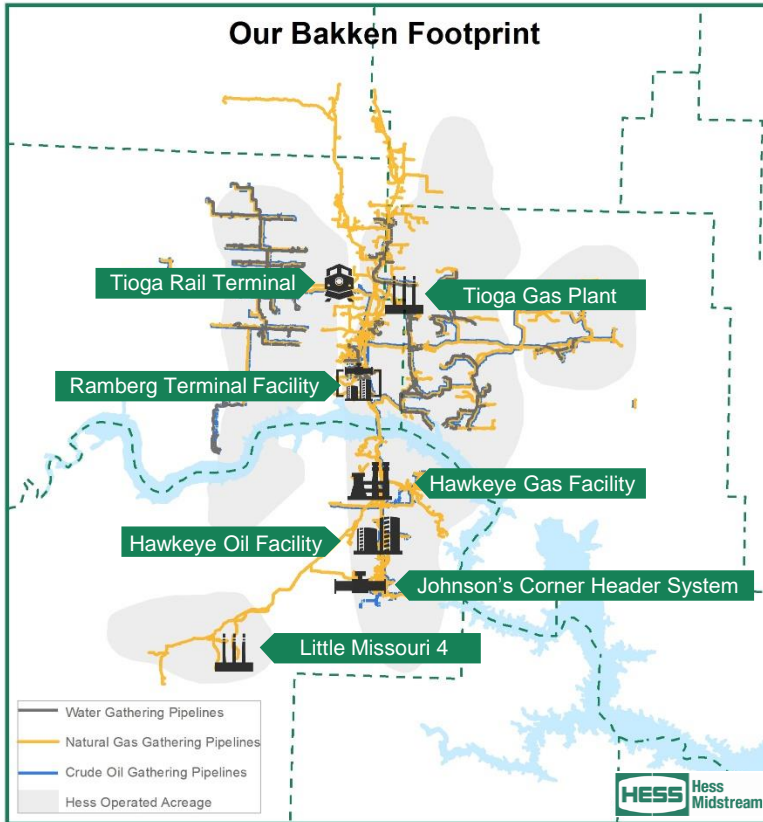 Our Bakken Footprint
Tioga Rail Terminal
Tioga Gas Plant
Ramberg Terminal Facility
Hawkeye Gas Facility
Hawkeye Oil Facility
Johnson's Corner Header System
Little Missouri 4
Water Gathering Pipelines
Natural Gas Gathering Pipelines
Crude Oil Gathering Pipelines
Hess Operated Acreage
HESS
Hess
Midstream